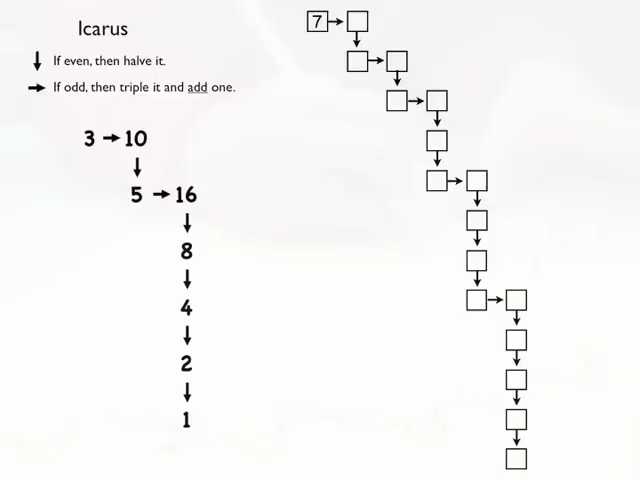 Icarus
If even, then halve it.
If odd, then triple it and add one.
3 → 10
5 → 16
8
4
2
1
7